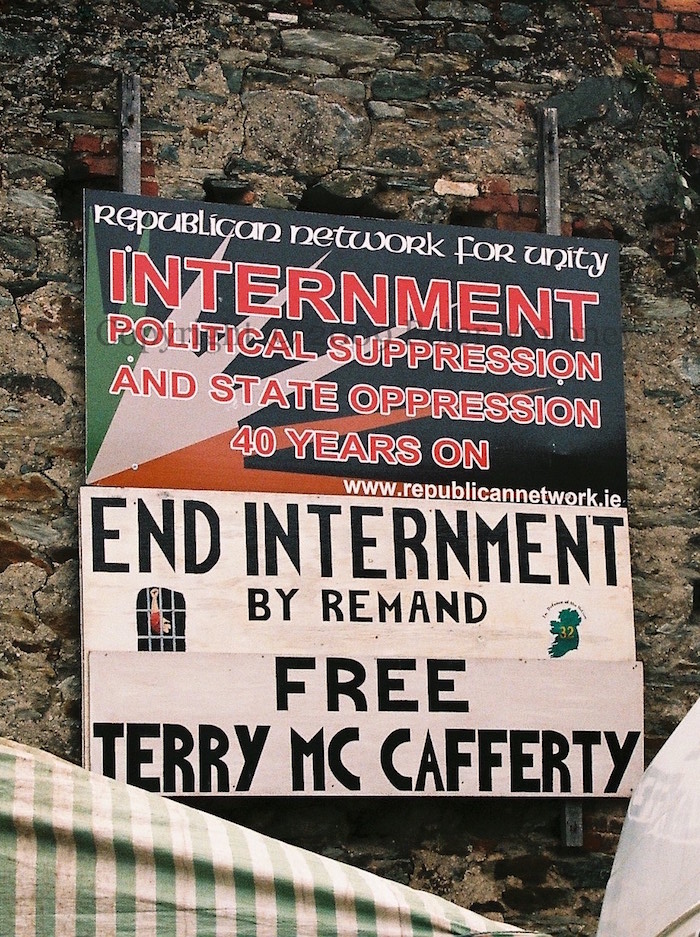 Republican network for unity
INTERNMENT
POLITICAL SUPPRESSION
AND STATE OPPRESSION
40 YEARS ON
www.republicannetwork.ie
END INTERNMENT
BY REMAND
32
FREE
TERRY MC CAFFERTY